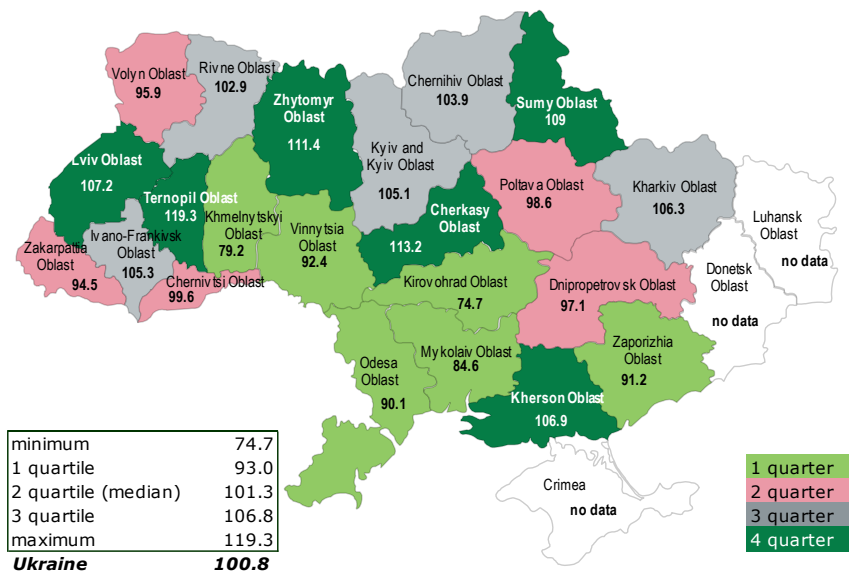 Volyn Oblast
95.9
Rivne Oblast
102.9
Zhytomyr
Oblast
111.4
Chernihiv Oblast
103.9
Sumy Oblast
109
Kyiv and
Kyiv Oblast
105.1
Lviv Oblast
107.2
Ternopil Oblast
119.3
Khmelnytskyi
Oblast
79.2
Vinnytsia
Oblast
92.4
Cherkasy
Oblast
113.2
Poltava Oblast
98.6
Kharkiv Oblast
106.3
Luhansk
Oblast
no data
Donetsk
Oblast
no data
Zakarpattia
Oblast
94.5
Ivano-Frankivsk
Oblast
105.3
Chernivtsi Oblast
99.6
Kirovohrad Oblast
74.7
Dnipropetrovsk Oblast
97.1
Zaporizhia
Oblast
91.2
Odesa
Oblast
90.1
Mykolaiv Oblast
84.6
Kherson Oblast
106.9
Crimea
no data
minimum 74.7
1 quartile 93.0
2 quartile (median) 101.3
3 quartile 106.8
maximum 119.3
Ukraine 100.8
1 quarter
2 quarter
3 quarter
4 quarter